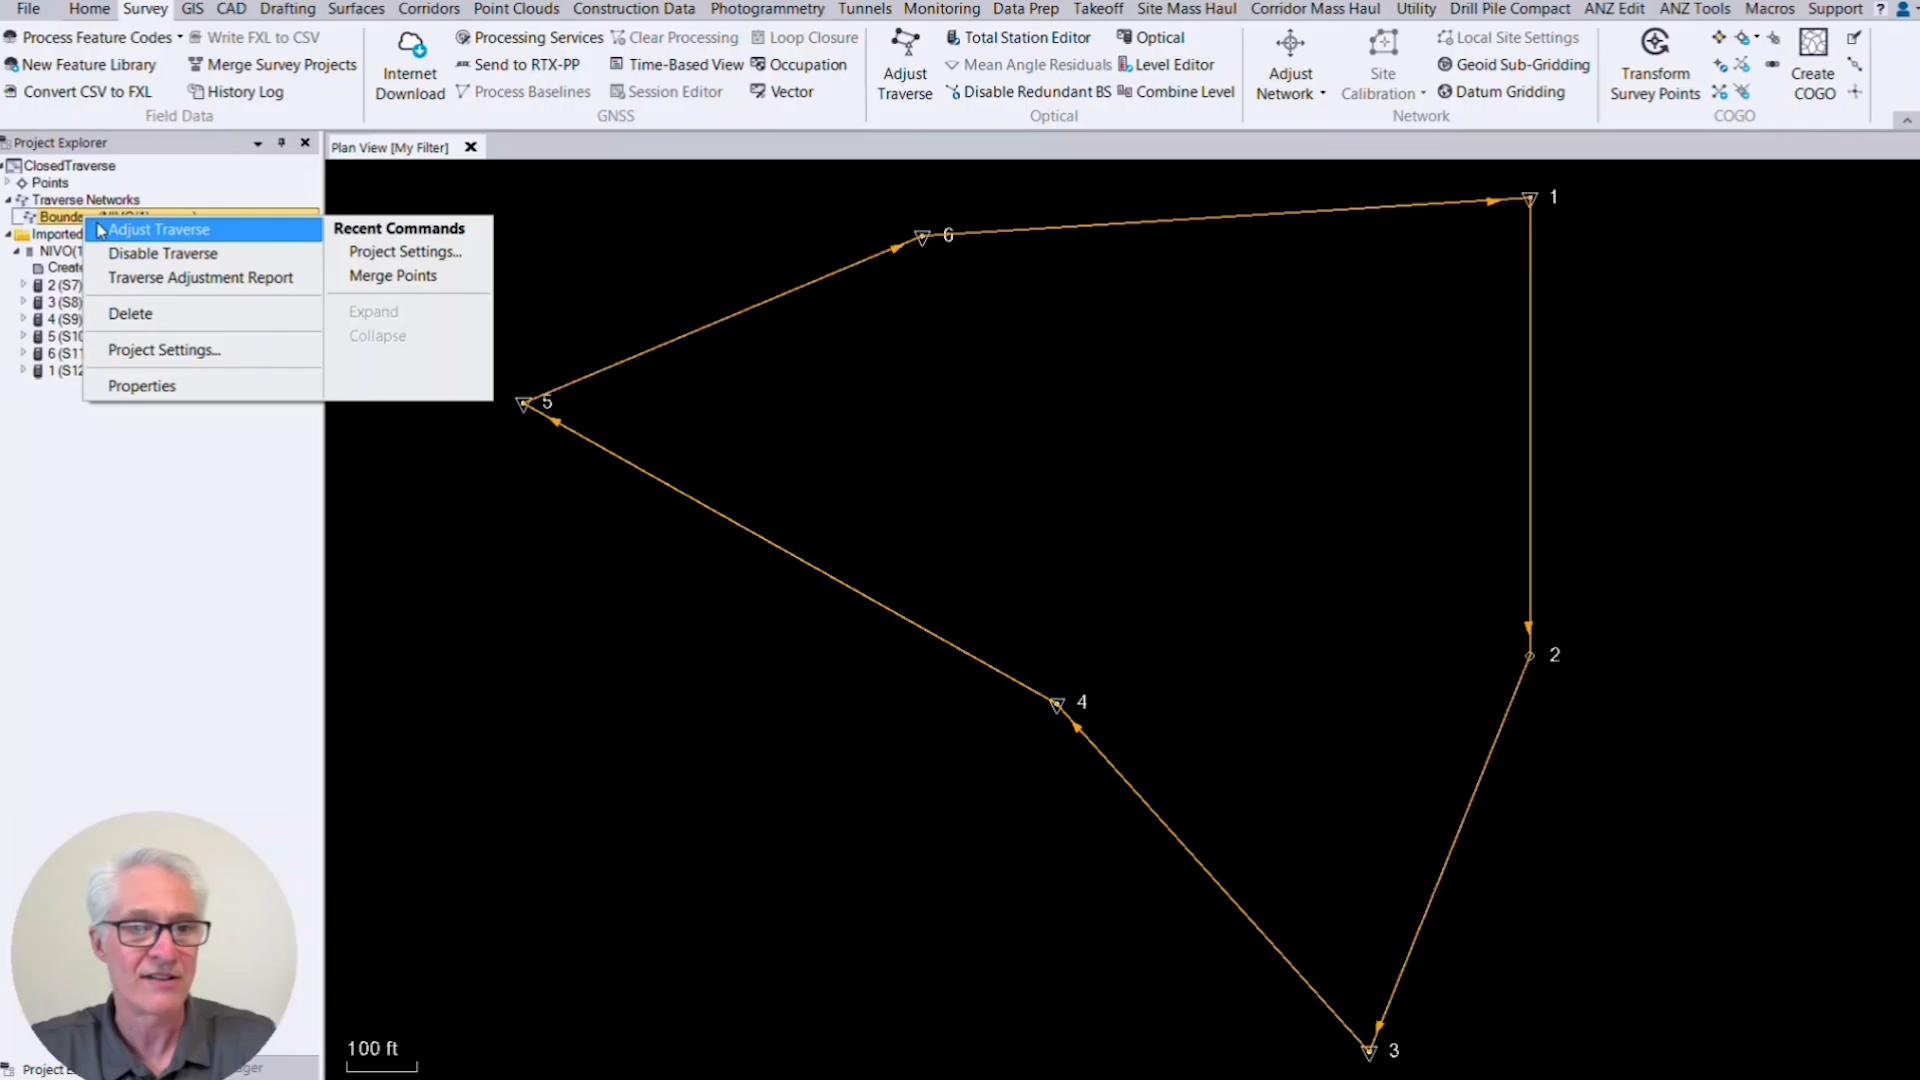 File Home Survey GIS CAD Drafting Surfaces Corridors Point Clouds Construction Data Photogrammetry Tunnels Monitoring Data Prep Takeoff Site Mass Haul Corridor Mass Haul Utility Drill Pile Compact ANZ Edit ANZ Tools Macros Support ?
Process Feature Codes Write FXL to CSV
New Feature Library Merge Survey Projects
Convert CSV to FXL History Log
Field Data
Internet
Download
Processing Services Clear Processing Loop Closure
Send to RTX-PP Time-Based View Occupation
Process Baselines Session Editor Vector
GNSS
Adjust
Traverse
Total Station Editor Optical
Mean Angle Residuals Level Editor
Disable Redundant BS Combine Level
Optical
Adjust
Network
Site
Calibration
Local Site Settings
Geoid Sub-Gridding
Datum Gridding
Network
Transform
Survey Points
Create
COGO
COGO
Project Explorer
ClosedTraverse
Points
Traverse Networks
Imported
2 (S7)
3 (S8)
4 (S9)
Adjust Traverse
Disable Traverse
Traverse Adjustment Report
Delete
Project Settings...
Properties
Recent Commands
Project Settings...
Merge Points
Expand
Collapse
Plan View [My Filter]
1
6
5
2
4
3
100 ft
Project